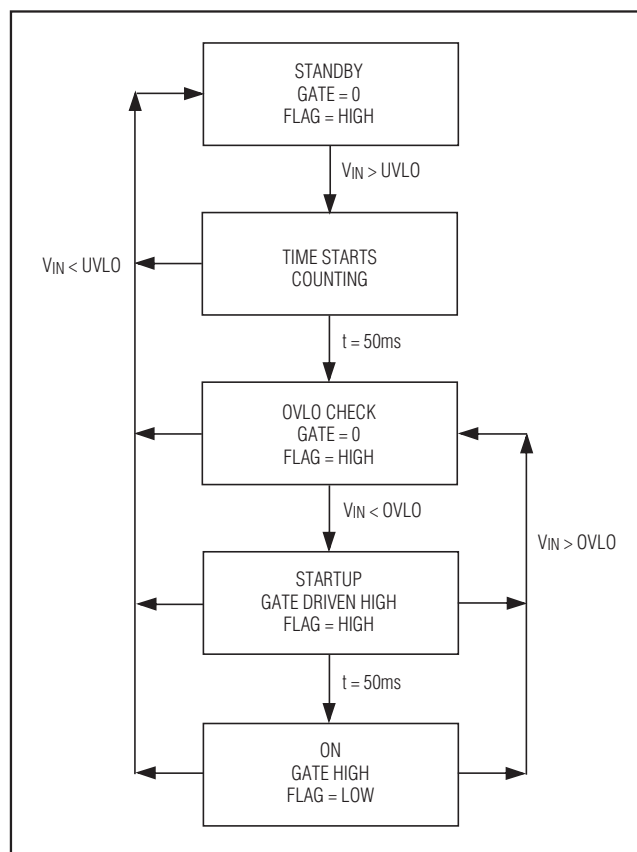 STANDBY
GATE = 0
FLAG = HIGH
VIN > UVLO
TIME STARTS
COUNTING
VIN < UVLO
t = 50ms
OVLO CHECK
GATE = 0
FLAG = HIGH
VIN < OVLO
VIN > OVLO
STARTUP
GATE DRIVEN HIGH
FLAG = HIGH
t = 50ms
ON
GATE HIGH
FLAG = LOW